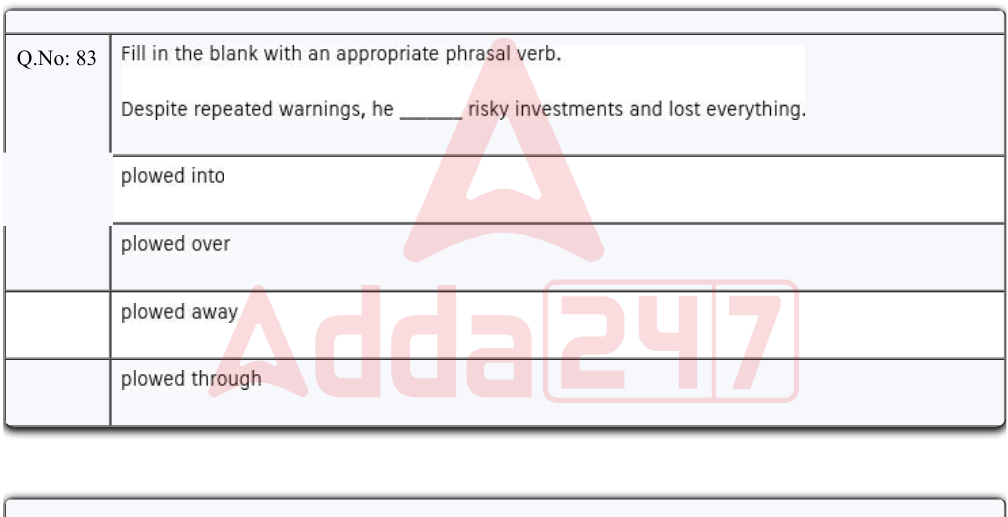 Q.No: 83
Fill in the blank with an appropriate phrasal verb.
Despite repeated warnings, he ______ risky investments and lost everything.
plowed into
plowed over
plowed away
plowed through
Adda247